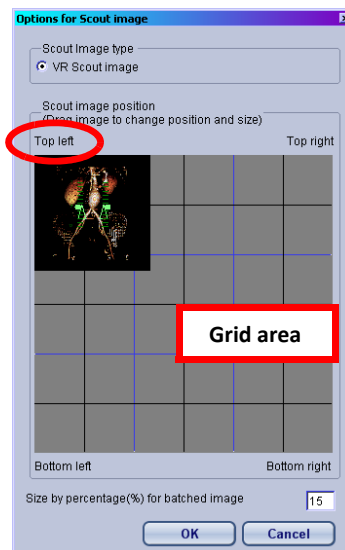 Options for Scout image
Scout Image type
VR Scout image
Scout image position
(Drag image to change position and size)
Top left
Top right
Grid area
Bottom left
Bottom right
Size by percentage(%) for batched image
15
OK
Cancel